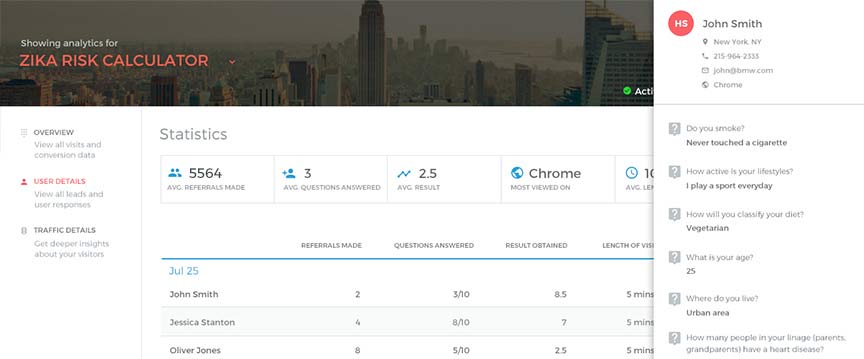 Showing analytics for
ZIKA RISK CALCULATOR
OVERVIEW
View all visits and
conversion data
USER DETAILS
View all leads and
user responses
TRAFFIC DETAILS
Get deeper insights
about your visitors
Statistics
5564
AVG. REFERRALS MADE
3
AVG. QUESTIONS ANSWERED
2.5
AVG. RESULT
Chrome
MOST VIEWED ON
10
AVG. LEN
REFERRALS MADE QUESTIONS ANSWERED RESULT OBTAINED LENGTH OF VIS
Jul 25
John Smith 2 3/10 8.5 5 mins
Jessica Stanton 4 8/10 7 5 mins
Oliver Jones 8 5/10 2.5 5 mins
HS
John Smith
New York, NY
215-964-2333
john@bmw.com
Chrome
Do you smoke?
Never touched a cigarette
How active is your lifestyles?
I play a sport everyday
How will you classify your diet?
Vegetarian
What is your age?
25
Where do you live?
Urban area
How many people in your linage (parents,
grandparents) have a heart disease?